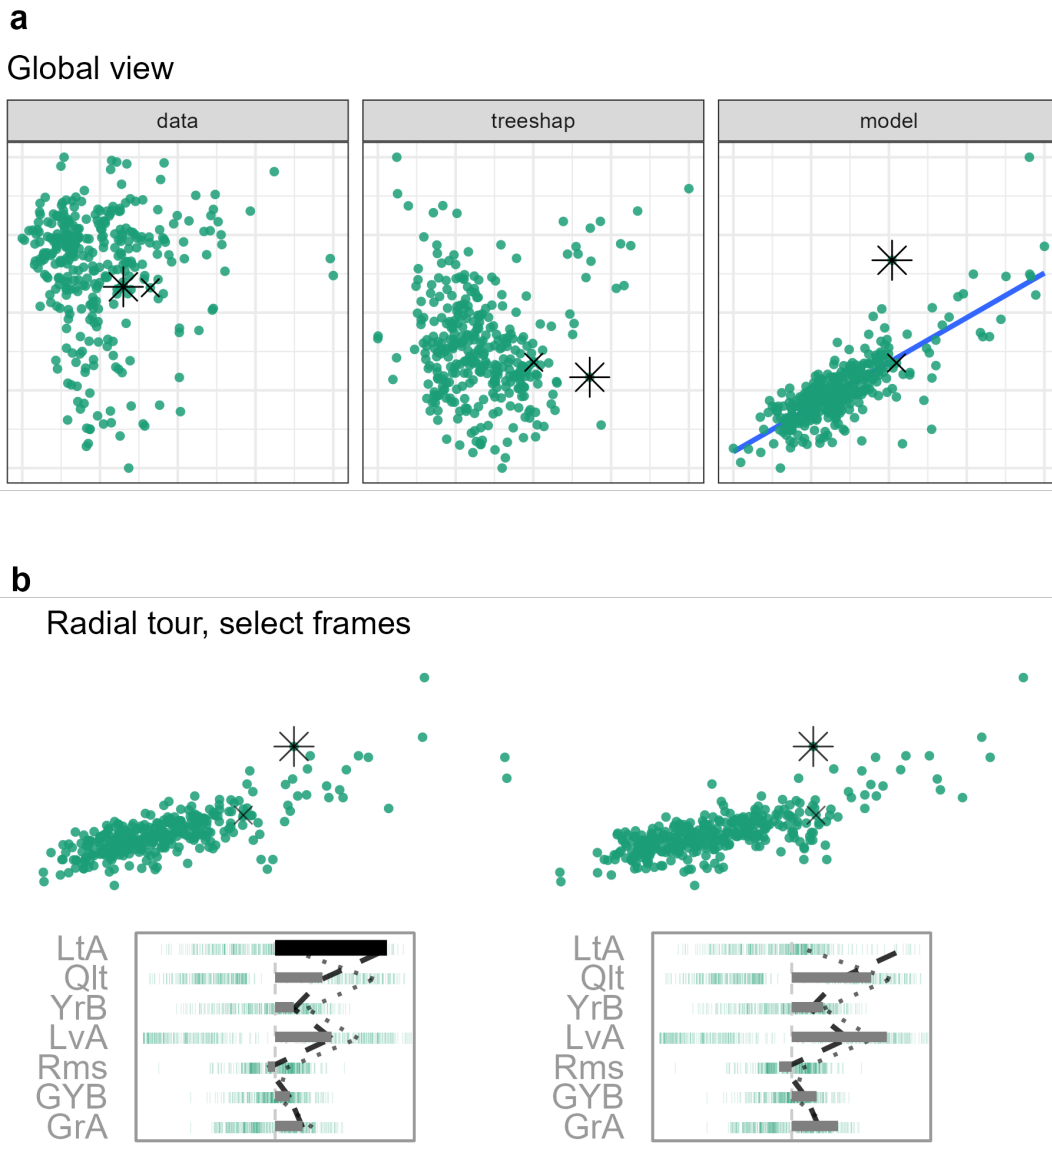 a
Global view
data treeshap model
b
Radial tour, select frames
LtA LtA
Qlt Qlt
YrB YrB
LvA LvA
Rms Rms
GYB GYB
GrA GrA